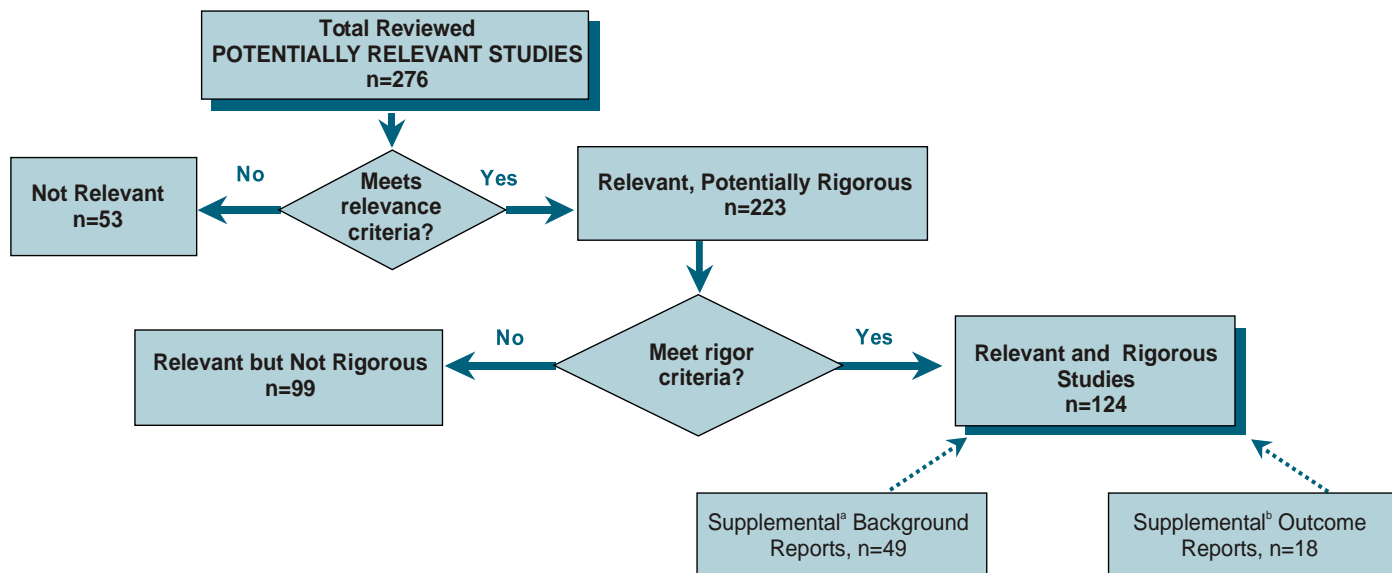 Total Reviewed
POTENTIALLY RELEVANT STUDIES
n=276
No
Yes
Not Relevant
n=53
Meets
relevance
criteria?
Relevant, Potentially Rigorous
n=223
No
Yes
Relevant but Not Rigorous
n=99
Meet rigor
criteria?
Relevant and Rigorous
Studies
n=124
Supplementalᵃ Background
Reports, n=49
Supplementalᵇ Outcome
Reports, n=18